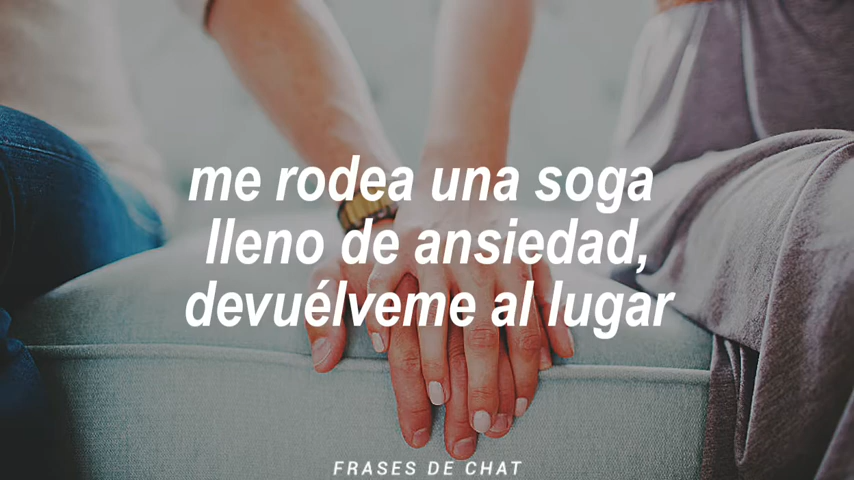 me rodea una soga
lleno de ansiedad,
devuélveme al lugar
FRASES DE CHAT